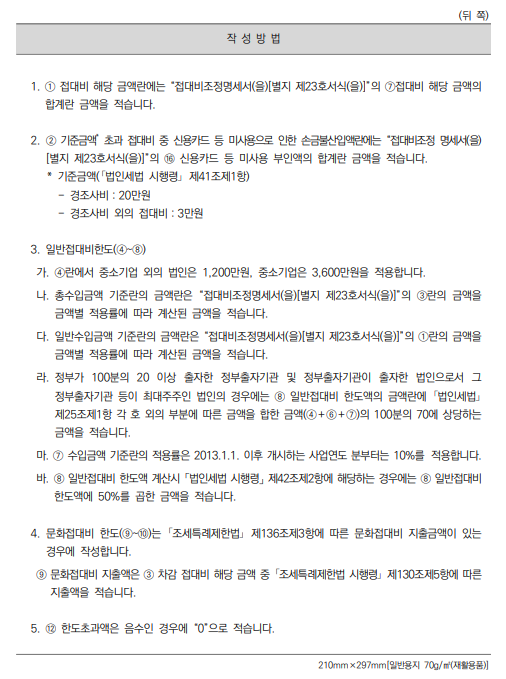 (뒤 쪽)
작 성 방 법
1. ① 접대비 해당 금액란에는 "접대비조정명세서(을)[별지 제23호서식(을)]"의 ⑦접대비 해당 금액의
합계란 금액을 적습니다.
2. ② 기준금액* 초과 접대비 중 신용카드 등 미사용으로 인한 손금불산입액란에는 "접대비조정 명세서(을)
[별지 제23호서식(을)]"의 ⑯ 신용카드 등 미사용 부인액의 합계란 금액을 적습니다.
* 기준금액(「법인세법 시행령」 제41조제1항)
- 경조사비 : 20만원
- 경조사비 외의 접대비 : 3만원
3. 일반접대비한도(④~⑧)
가. ④란에서 중소기업 외의 법인은 1,200만원, 중소기업은 3,600만원을 적용합니다.
나. 총수입금액 기준란의 금액란은 "접대비조정명세서(을)[별지 제23호서식(을)]"의 ③란의 금액을
금액별 적용률에 따라 계산된 금액을 적습니다.
다. 일반수입금액 기준란의 금액란은 "접대비조정명세서(을)[별지 제23호서식(을)]"의 ①란의 금액을
금액별 적용률에 따라 계산된 금액을 적습니다.
라. 정부가 100분의 20 이상 출자한 정부출자기관 및 정부출자기관이 출자한 법인으로서 그
정부출자기관 등이 최대주주인 법인의 경우에는 ⑧ 일반접대비 한도액의 금액란에 「법인세법」
제25조제1항 각 호 외의 부분에 따른 금액을 합한 금액(④+⑥+⑦)의 100분의 70에 상당하는
금액을 적습니다.
마. ⑦ 수입금액 기준란의 적용률은 2013.1.1. 이후 개시하는 사업연도 분부터는 10%를 적용합니다.
바. ⑧ 일반접대비 한도액 계산시 「법인세법 시행령」 제42조제2항에 해당하는 경우에는 ⑧ 일반접대비
한도액에 50%를 곱한 금액을 적습니다.
4. 문화접대비 한도(⑨~⑩)는 「조세특례제한법」 제136조제3항에 따른 문화접대비 지출금액이 있는
경우에 작성합니다.
⑨ 문화접대비 지출액은 ③ 차감 접대비 해당 금액 중 「조세특례제한법 시행령」 제130조제5항에 따른
지출액을 적습니다.
5. ⑫ 한도초과액은 음수인 경우에 "0"으로 적습니다.
210mm×297mm[일반용지 70g/㎡(재활용품)]